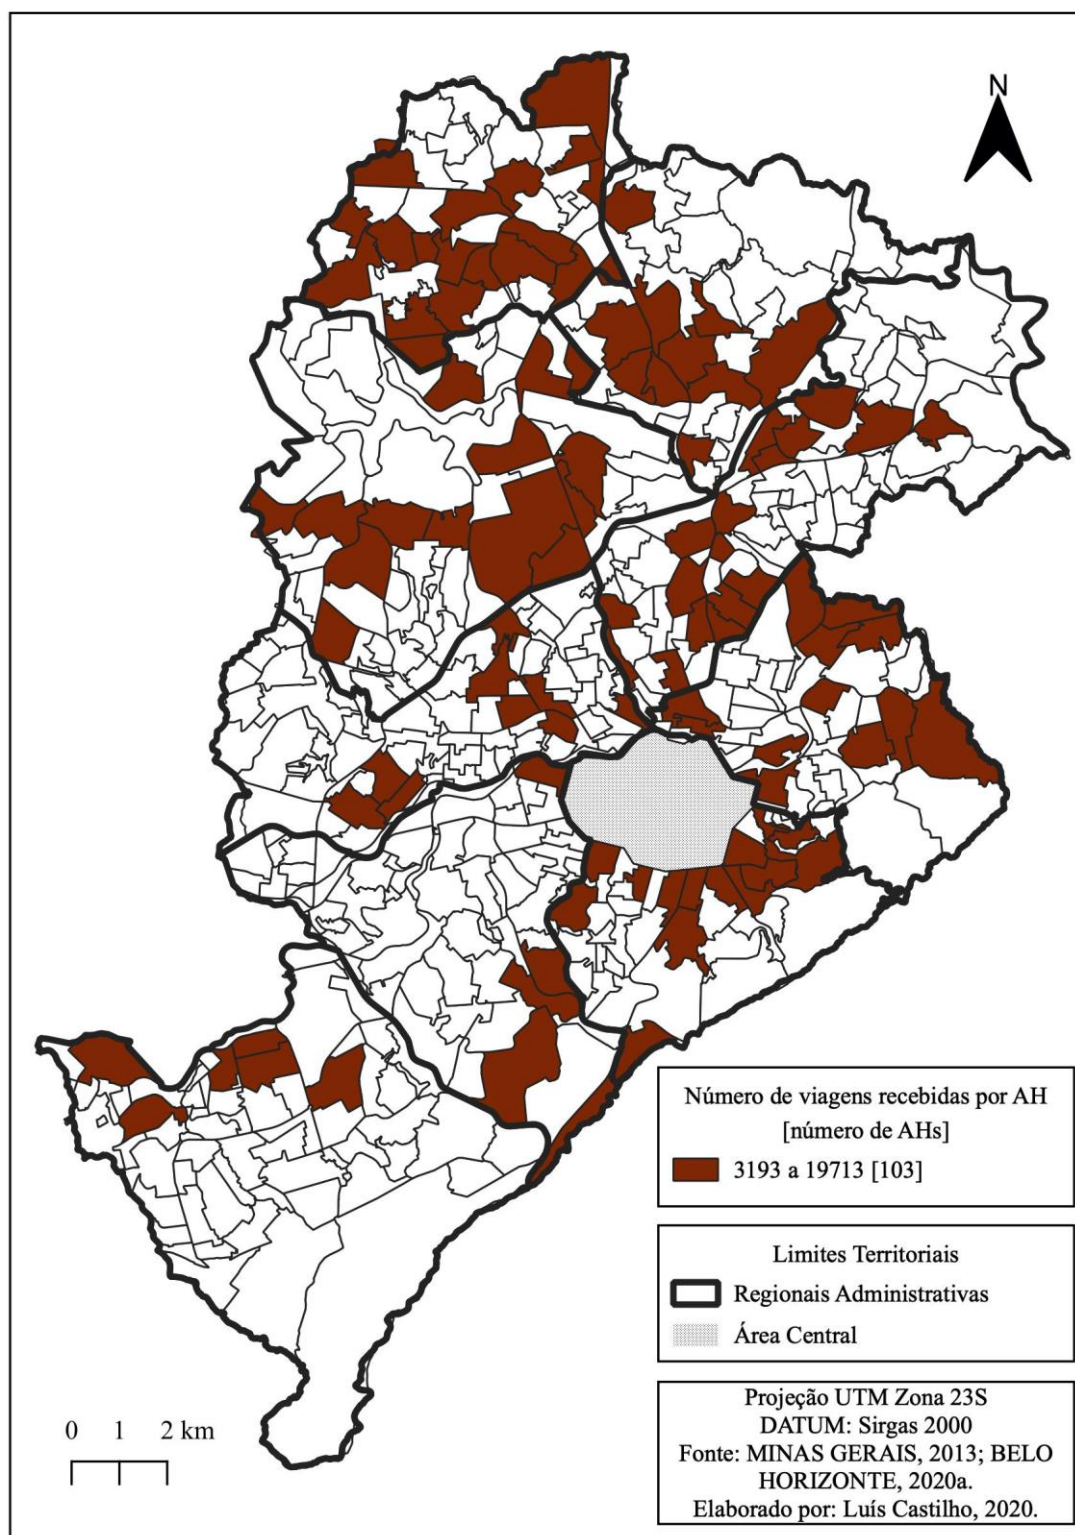 N
Número de viagens recebidas por AH
[número de AHs]
3193 a 19713 [103]
Limites Territoriais
Regionais Administrativas
Área Central
0 1 2 km
Projeção UTM Zona 23S
DATUM: Sirgas 2000
Fonte: MINAS GERAIS, 2013; BELO
HORIZONTE, 2020a.
Elaborado por: Luís Castilho, 2020.